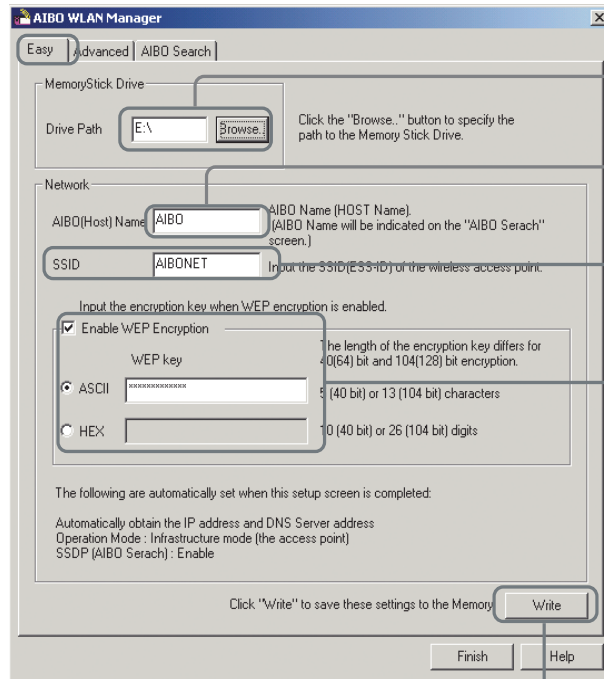 AIBO WLAN Manager
Easy Advanced AIBO Search
MemoryStick Drive
Drive Path E:\ Browse..
Click the "Browse.." button to specify the
path to the Memory Stick Drive.
Network
AIBO(Host) Name AIBO
AIBO Name (HOST Name).
(AIBO Name will be indicated on the "AIBO Serach"
screen.)
SSID AIBONET
Input the SSID(ESS-ID) of the wireless access point.
Input the encryption key when WEP encryption is enabled.
Enable WEP Encryption
The length of the encryption key differs for
40(64) bit and 104(128) bit encryption.
WEP key
ASCII xxxxxxxxxxxxx
5 (40 bit) or 13 (104 bit) characters
HEX
10 (40 bit) or 26 (104 bit) digits
The following are automatically set when this setup screen is completed:
Automatically obtain the IP address and DNS Server address
Operation Mode : Infrastructure mode (the access point)
SSDP (AIBO Serach) : Enable
Click "Write" to save these settings to the Memory
Write
Finish Help